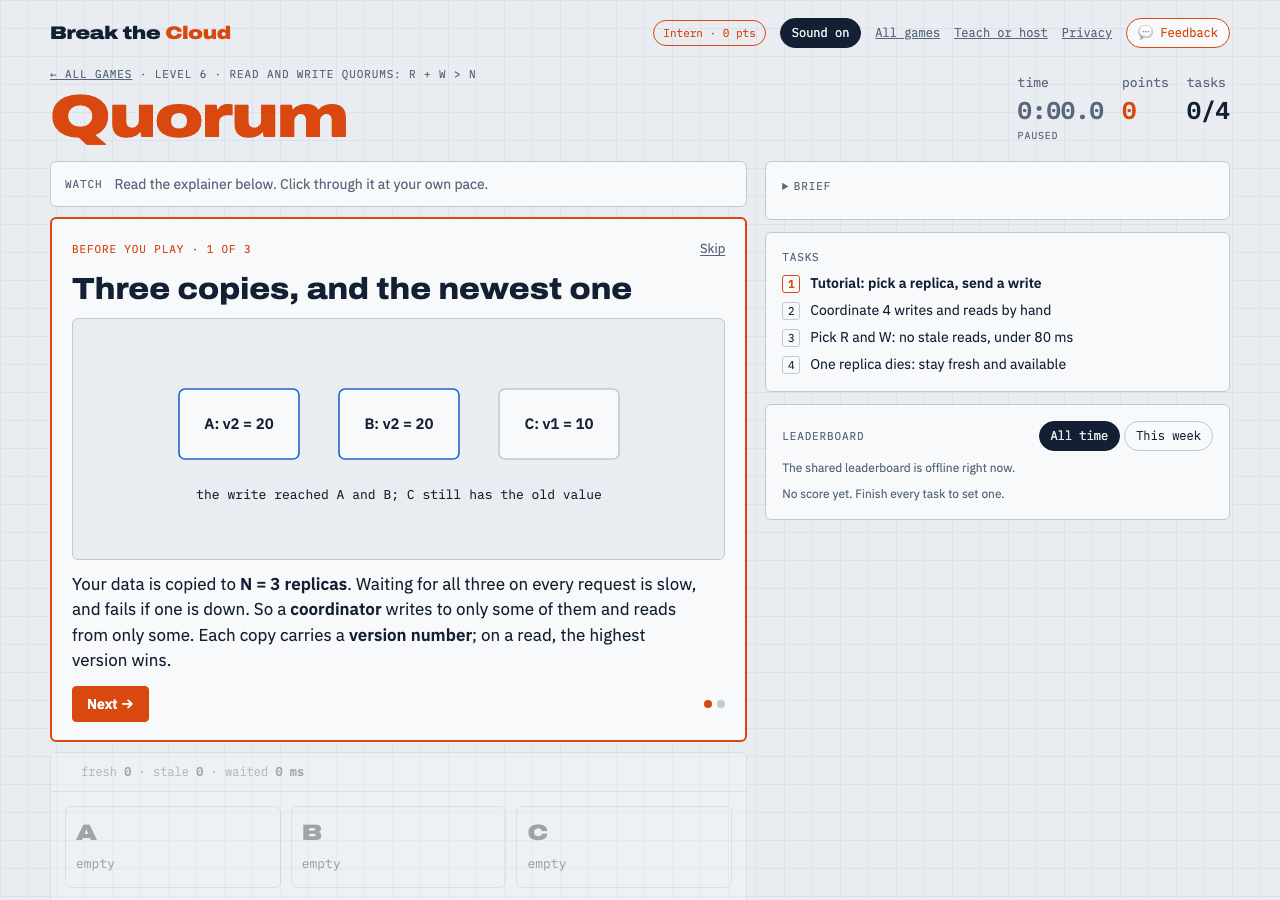 Break the Cloud
Intern · 0 pts
Sound on
All games
Teach or host
Privacy
💬 Feedback
← ALL GAMES · LEVEL 6 · READ AND WRITE QUORUMS: R + W > N
Quorum
time
0:00.0
PAUSED
points
0
tasks
0/4
WATCH Read the explainer below. Click through it at your own pace.
BEFORE YOU PLAY · 1 OF 3
Skip
Three copies, and the newest one
A: v2 = 20
B: v2 = 20
C: v1 = 10
the write reached A and B; C still has the old value
Your data is copied to N = 3 replicas. Waiting for all three on every request is slow,
and fails if one is down. So a coordinator writes to only some of them and reads
from only some. Each copy carries a version number; on a read, the highest
version wins.
Next →
fresh 0 · stale 0 · waited 0 ms
A
empty
B
empty
C
empty
▶ BRIEF
TASKS
1 Tutorial: pick a replica, send a write
2 Coordinate 4 writes and reads by hand
3 Pick R and W: no stale reads, under 80 ms
4 One replica dies: stay fresh and available
LEADERBOARD
All time
This week
The shared leaderboard is offline right now.
No score yet. Finish every task to set one.